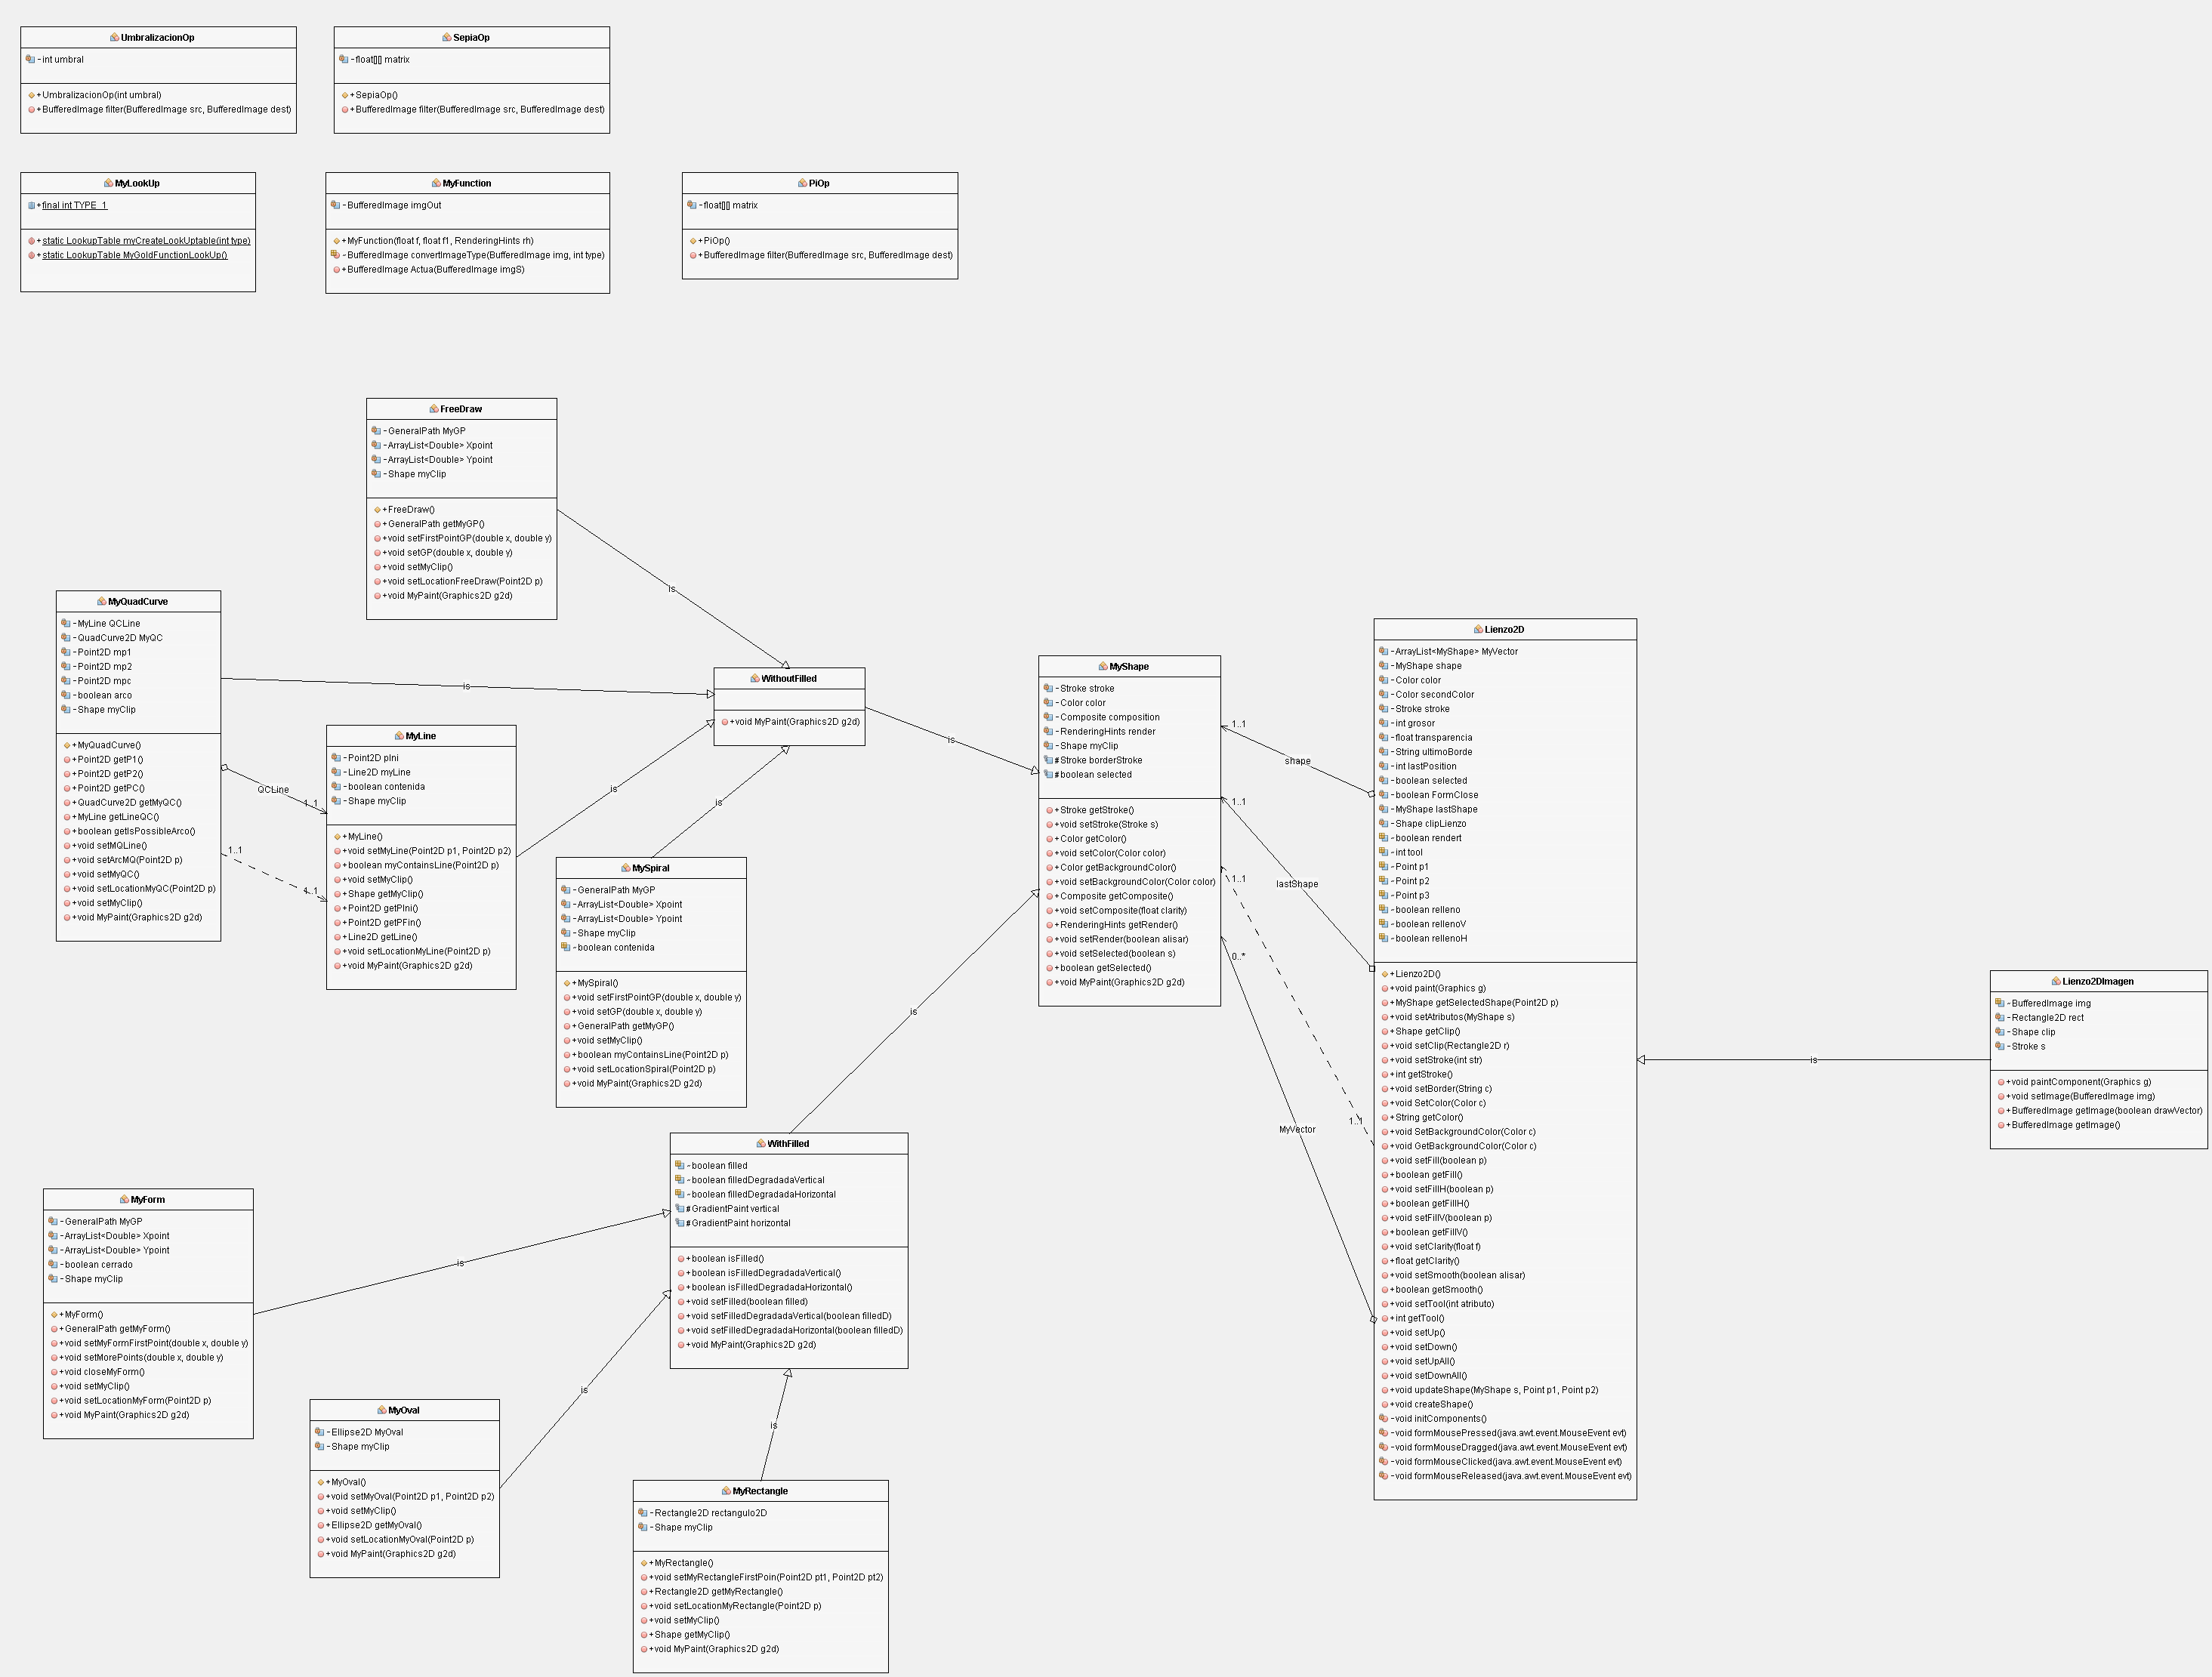 UmbralizacionOp
-int umbral
+UmbralizacionOp(int umbral)
+BufferedImage filter(BufferedImage src, BufferedImage dest)
SepiaOp
-float[][] matrix
+SepiaOp()
+BufferedImage filter(BufferedImage src, BufferedImage dest)
MyLookUp
+final int TYPE_1
+static LookupTable myCreateLookUptable(int type)
+static LookupTable MyGoldFunctionLookUp()
MyFunction
-BufferedImage imgOut
+MyFunction(float f, float f1, RenderingHints rh)
-BufferedImage convertImageType(BufferedImage img, int type)
+BufferedImage Actua(BufferedImage imgS)
PiOp
-float[][] matrix
+PiOp()
+BufferedImage filter(BufferedImage src, BufferedImage dest)
FreeDraw
-GeneralPath MyGP
-ArrayList<Double> Xpoint
-ArrayList<Double> Ypoint
-Shape myClip
+FreeDraw()
+GeneralPath getMyGP()
+void setFirstPointGP(double x, double y)
+void setGP(double x, double y)
+void setMyClip()
+void setLocationFreeDraw(Point2D p)
+void MyPaint(Graphics2D g2d)
is
MyQuadCurve
-MyLine QCLine
-QuadCurve2D MyQC
-Point2D mp1
-Point2D mp2
-Point2D mpc
-boolean arco
-Shape myClip
+MyQuadCurve()
+Point2D getP1()
+Point2D getP2()
+Point2D getPC()
+QuadCurve2D getMyQC()
+MyLine getLineQC()
+boolean getIsPossibleArco()
+void setMQLine()
+void setArcMQ(Point2D p)
+void setMyQC()
+void setLocationMyQC(Point2D p)
+void setMyClip()
+void MyPaint(Graphics2D g2d)
is
QCLine
1..1
1..1
1..1
MyLine
-Point2D pIni
-Line2D myLine
-boolean contenida
-Shape myClip
+MyLine()
+void setMyLine(Point2D p1, Point2D p2)
+boolean myContainsLine(Point2D p)
+void setMyClip()
+Shape getMyClip()
+Point2D getPIni()
+Point2D getPFin()
+Line2D getLine()
+void setLocationMyLine(Point2D p)
+void MyPaint(Graphics2D g2d)
is
WithoutFilled
+void MyPaint(Graphics2D g2d)
is
is
MySpiral
-GeneralPath MyGP
-ArrayList<Double> Xpoint
-ArrayList<Double> Ypoint
-Shape myClip
-boolean contenida
+MySpiral()
+void setFirstPointGP(double x, double y)
+void setGP(double x, double y)
+GeneralPath getMyGP()
+void setMyClip()
+boolean myContainsLine(Point2D p)
+void setLocationSpiral(Point2D p)
+void MyPaint(Graphics2D g2d)
MyShape
-Stroke stroke
-Color color
-Composite composition
-RenderingHints render
-Shape myClip
#Stroke borderStroke
#boolean selected
+Stroke getStroke()
+void setStroke(Stroke s)
+Color getColor()
+void setColor(Color color)
+Color getBackgroundColor()
+void setBackgroundColor(Color color)
+Composite getComposite()
+void setComposite(float clarity)
+RenderingHints getRender()
+void setRender(boolean alisar)
+void setSelected(boolean s)
+boolean getSelected()
+void MyPaint(Graphics2D g2d)
1..1
shape
1..1
lastShape
1..1
1..1
0..*
MyVector
is
Lienzo2D
-ArrayList<MyShape> MyVector
-MyShape shape
-Color color
-Color secondColor
-Stroke stroke
-int grosor
-float transparencia
-String ultimoBorde
-int lastPosition
-boolean selected
-boolean FormClose
-MyShape lastShape
-Shape clipLienzo
-boolean rendert
-int tool
-Point p1
-Point p2
-Point p3
-boolean relleno
-boolean rellenoV
-boolean rellenoH
+Lienzo2D()
+void paint(Graphics g)
+MyShape getSelectedShape(Point2D p)
+void setAtributos(MyShape s)
+Shape getClip()
+void setClip(Rectangle2D r)
+void setStroke(int str)
+int getStroke()
+void setBorder(String c)
+void SetColor(Color c)
+String getColor()
+void SetBackgroundColor(Color c)
+void GetBackgroundColor(Color c)
+void setFill(boolean p)
+boolean getFill()
+void setFillH(boolean p)
+boolean getFillH()
+void setFillV(boolean p)
+boolean getFillV()
+void setClarity(float f)
+float getClarity()
+void setSmooth(boolean alisar)
+boolean getSmooth()
+void setTool(int atributo)
+int getTool()
+void setUp()
+void setDown()
+void setUpAll()
+void setDownAll()
+void updateShape(MyShape s, Point p1, Point p2)
+void createShape()
-void initComponents()
-void formMousePressed(java.awt.event.MouseEvent evt)
-void formMouseDragged(java.awt.event.MouseEvent evt)
-void formMouseClicked(java.awt.event.MouseEvent evt)
-void formMouseReleased(java.awt.event.MouseEvent evt)
is
Lienzo2DImagen
-BufferedImage img
-Rectangle2D rect
-Shape clip
-Stroke s
+void paintComponent(Graphics g)
+void setImage(BufferedImage img)
+BufferedImage getImage(boolean drawVector)
+BufferedImage getImage()
WithFilled
-boolean filled
-boolean filledDegradadaVertical
-boolean filledDegradadaHorizontal
#GradientPaint vertical
#GradientPaint horizontal
+boolean isFilled()
+boolean isFilledDegradadaVertical()
+boolean isFilledDegradadaHorizontal()
+void setFilled(boolean filled)
+void setFilledDegradadaVertical(boolean filledD)
+void setFilledDegradadaHorizontal(boolean filledD)
+void MyPaint(Graphics2D g2d)
MyForm
-GeneralPath MyGP
-ArrayList<Double> Xpoint
-ArrayList<Double> Ypoint
-boolean cerrado
-Shape myClip
+MyForm()
+GeneralPath getMyForm()
+void setMyFormFirstPoint(double x, double y)
+void setMorePoints(double x, double y)
+void closeMyForm()
+void setMyClip()
+void setLocationMyForm(Point2D p)
+void MyPaint(Graphics2D g2d)
is
MyOval
-Ellipse2D MyOval
-Shape myClip
+MyOval()
+void setMyOval(Point2D p1, Point2D p2)
+void setMyClip()
+Ellipse2D getMyOval()
+void setLocationMyOval(Point2D p)
+void MyPaint(Graphics2D g2d)
is
is
MyRectangle
-Rectangle2D rectangulo2D
-Shape myClip
+MyRectangle()
+void setMyRectangleFirstPoin(Point2D pt1, Point2D pt2)
+Rectangle2D getMyRectangle()
+void setLocationMyRectangle(Point2D p)
+void setMyClip()
+Shape getMyClip()
+void MyPaint(Graphics2D g2d)